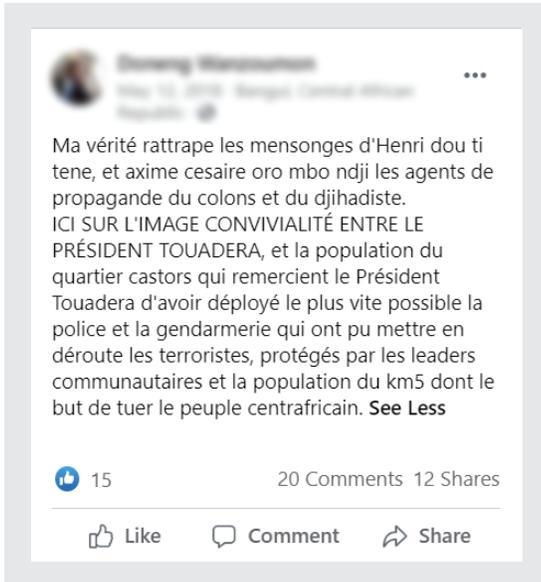 Ma vérité rattrape les mensonges d'Henri dou ti
tene, et axime cesaire oro mbo ndji les agents de
propagande du colons et du djihadiste.
ICI SUR L'IMAGE CONVIVIALITÉ ENTRE LE
PRÉSIDENT TOUADERA, et la population du
quartier castors qui remercient le Président
Touadera d'avoir déployé le plus vite possible la
police et la gendarmerie qui ont pu mettre en
déroute les terroristes, protégés par les leaders
communautaires et la population du km5 dont le
but de tuer le peuple centrafricain. See Less
15 20 Comments 12 Shares
Like Comment Share